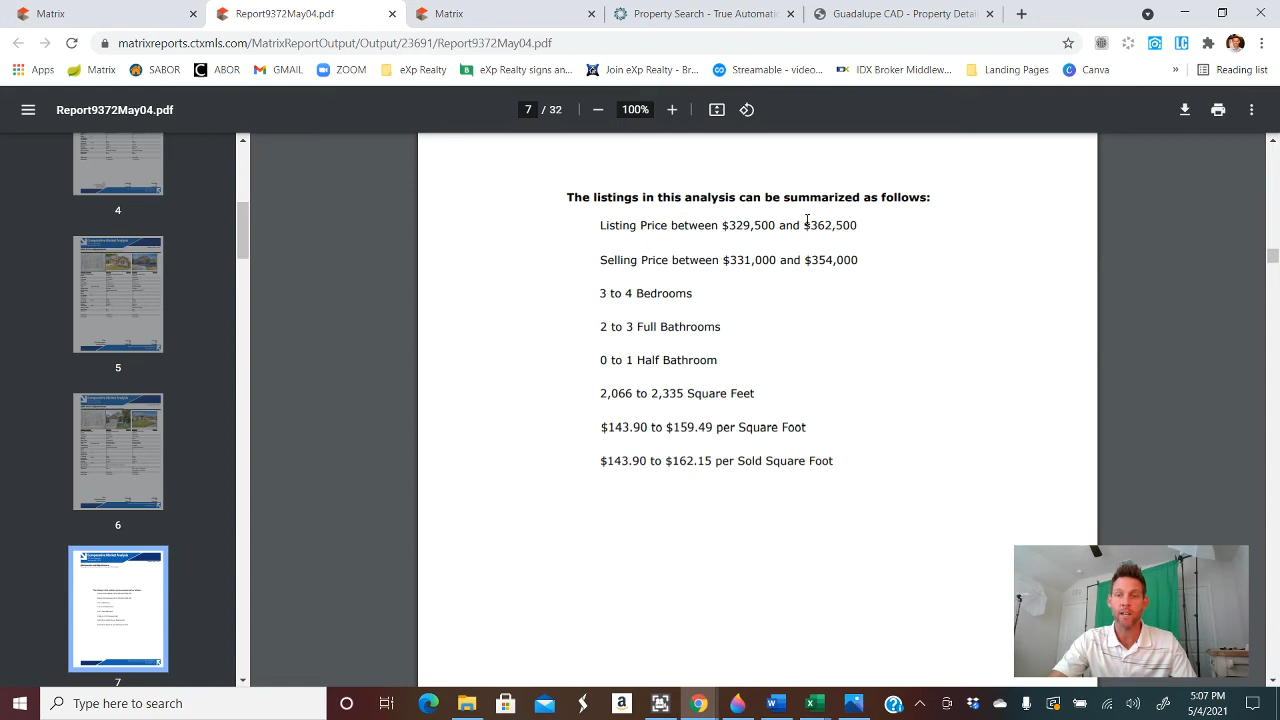 Matrix
Report9372May04.pdf
Matrix
Property Search - True Automatic
Guadalupe CAD - Property Detail
matrixreports.ctxmls.com/MatrixReportOutput/Output/23691_report9372May04.pdf
Apps
Matrix
SABOR
ABOR
GMAIL
ZOOM
eXp Realty
eXp Realty signs an...
Join eXp Realty - Br...
Streamable - vide...
IDX Broker Middlew...
Landing Pages
Canva
»
Reading list
Report9372May04.pdf
7 / 32
100%
The listings in this analysis can be summarized as follows:
Listing Price between $329,500 and $362,500
Selling Price between $331,000 and $354,000
3 to 4 Bedrooms
2 to 3 Full Bathrooms
0 to 1 Half Bathroom
2,066 to 2,335 Square Feet
$143.90 to $159.49 per Square Foot
$143.90 to $162.15 per Sold Square Foot
4
5
6
7
Type here to search
5:07 PM
5/4/2021